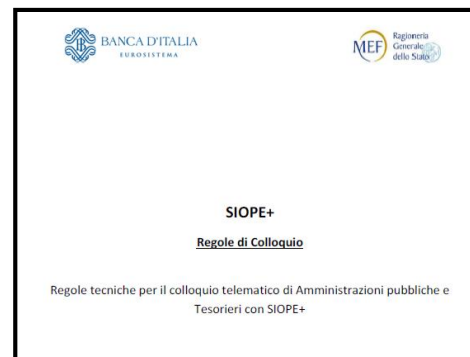 BANCA D'ITALIA
EUROSISTEMA
MEF
Ragioneria
Generale
dello Stato
SIOPE+
Regole di Colloquio
Regole tecniche per il colloquio telematico di Amministrazioni pubbliche e
Tesorieri con SIOPE+